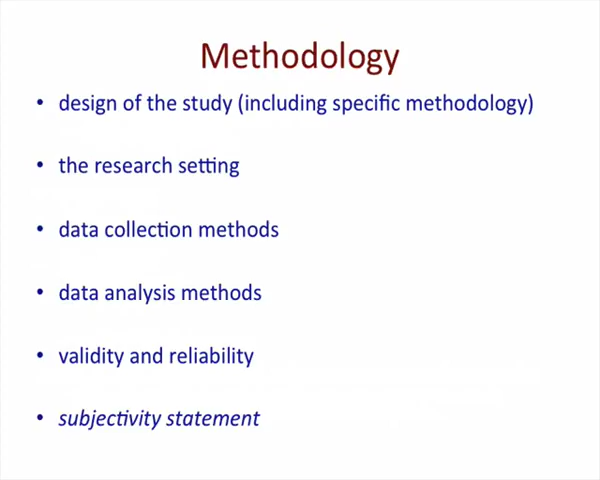 Methodology
• design of the study (including specific methodology)
• the research setting
• data collection methods
• data analysis methods
• validity and reliability
• subjectivity statement